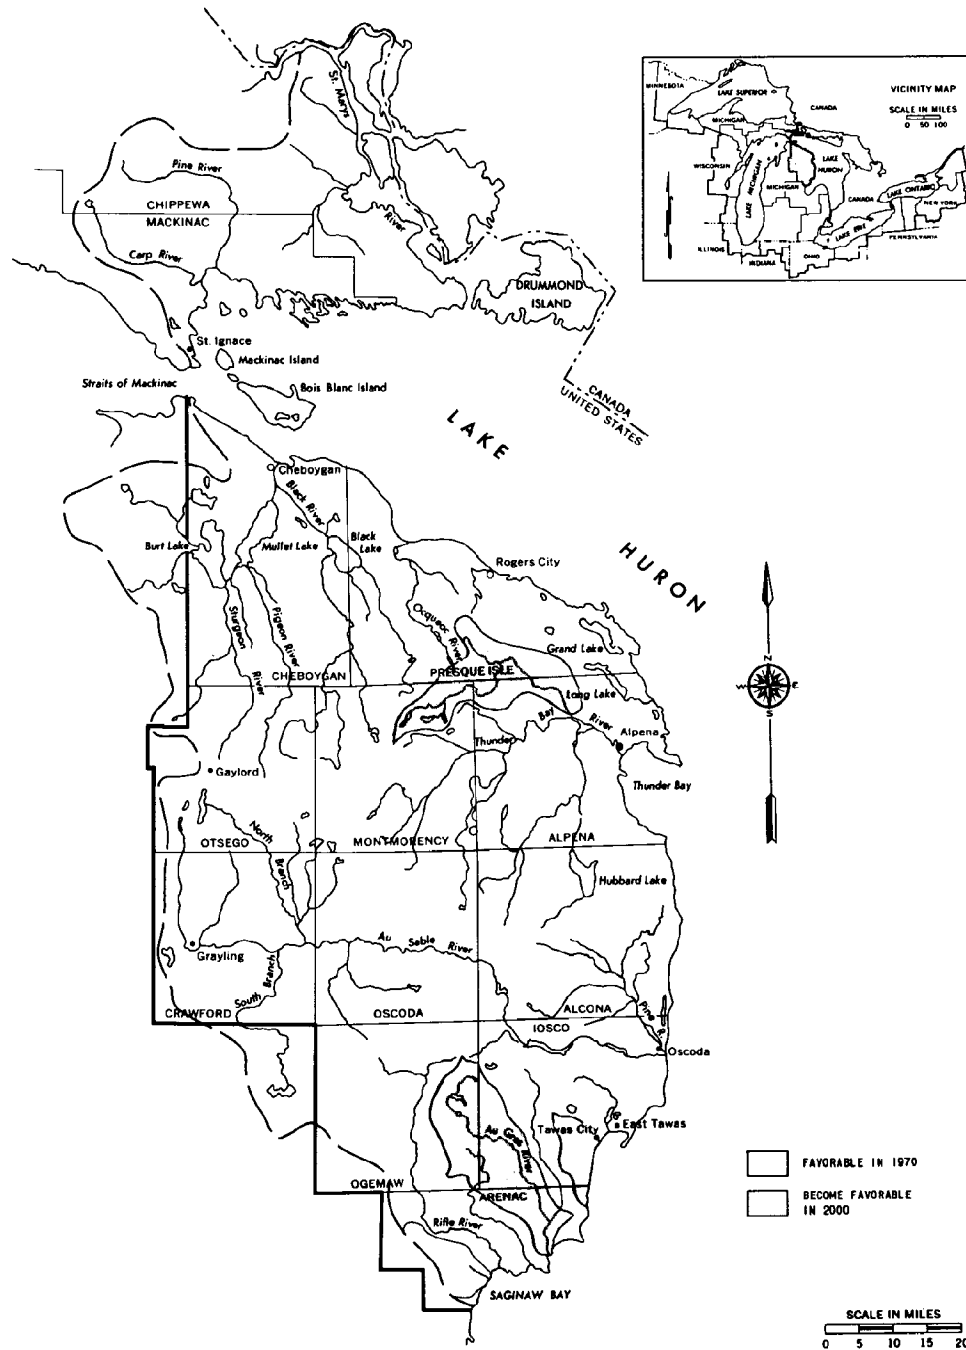 VICINITY MAP
SCALE IN MILES
0 50 100
MINNESOTA
LAKE SUPERIOR
CANADA
MICHIGAN
WISCONSIN
LAKE MICHIGAN
MICHIGAN
LAKE
HURON
CANADA
LAKE ONTARIO
NEW YORK
LAKE ERIE
PENNSYLVANIA
ILLINOIS
INDIANA
OHIO
St. Marys
River
Pine River
CHIPPEWA
MACKINAC
Carp River
DRUMMOND
ISLAND
St. Ignace
Mackinac Island
Straits of Mackinac
Bois Blanc Island
CANADA
UNITED STATES
LAKE
HURON
Cheboygan
Black River
Burt Lake
Mullet Lake
Black
Lake
Rogers City
Sturgeon
River
Pigeon River
Ocqueoc River
Grand Lake
CHEBOYGAN
PRESQUE ISLE
Long Lake
Thunder Bay River
Alpena
Thunder Bay
Gaylord
N
W E
S
OTSEGO
North
Branch
MONTMORENCY
ALPENA
Hubbard Lake
Grayling
Au Sable River
South Branch
CRAWFORD
OSCODA
ALCONA
IOSCO
Pine R.
Oscoda
Au Gres River
Tawas City
East Tawas
OGEMAW
ARENAC
Rifle River
SAGINAW BAY
FAVORABLE IN 1970
BECOME FAVORABLE
IN 2000
SCALE IN MILES
0 5 10 15 20